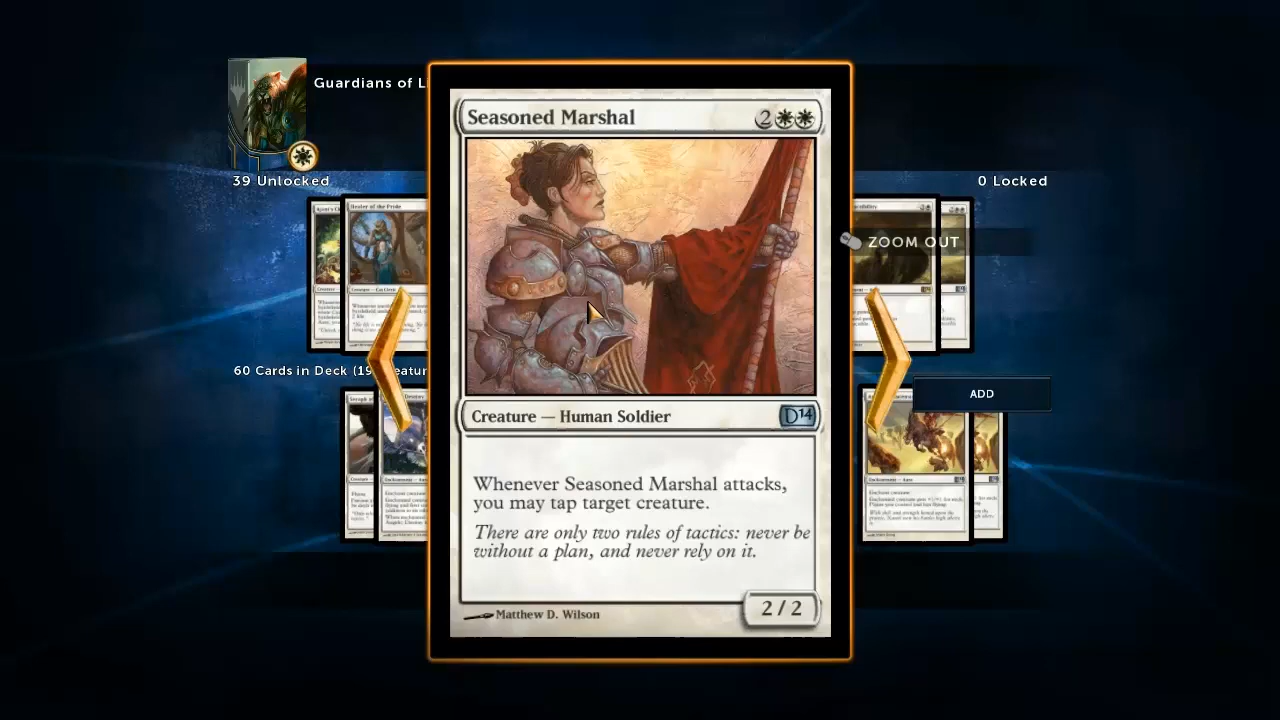 Guardians of Li
Seasoned Marshal 2
39 Unlocked
0 Locked
ZOOM OUT
60 Cards in Deck (19
ADD
Creature — Human Soldier D14
Whenever Seasoned Marshal attacks,
you may tap target creature.
There are only two rules of tactics: never be
without a plan, and never rely on it.
Matthew D. Wilson
2 / 2